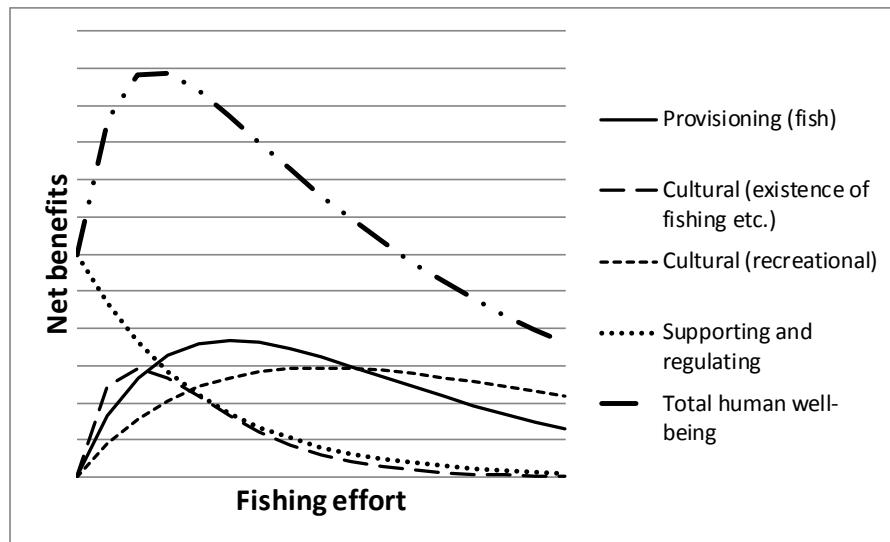 Net benefits
Fishing effort
Provisioning (fish)
Cultural (existence of
fishing etc.)
Cultural (recreational)
Supporting and
regulating
Total human well-
being